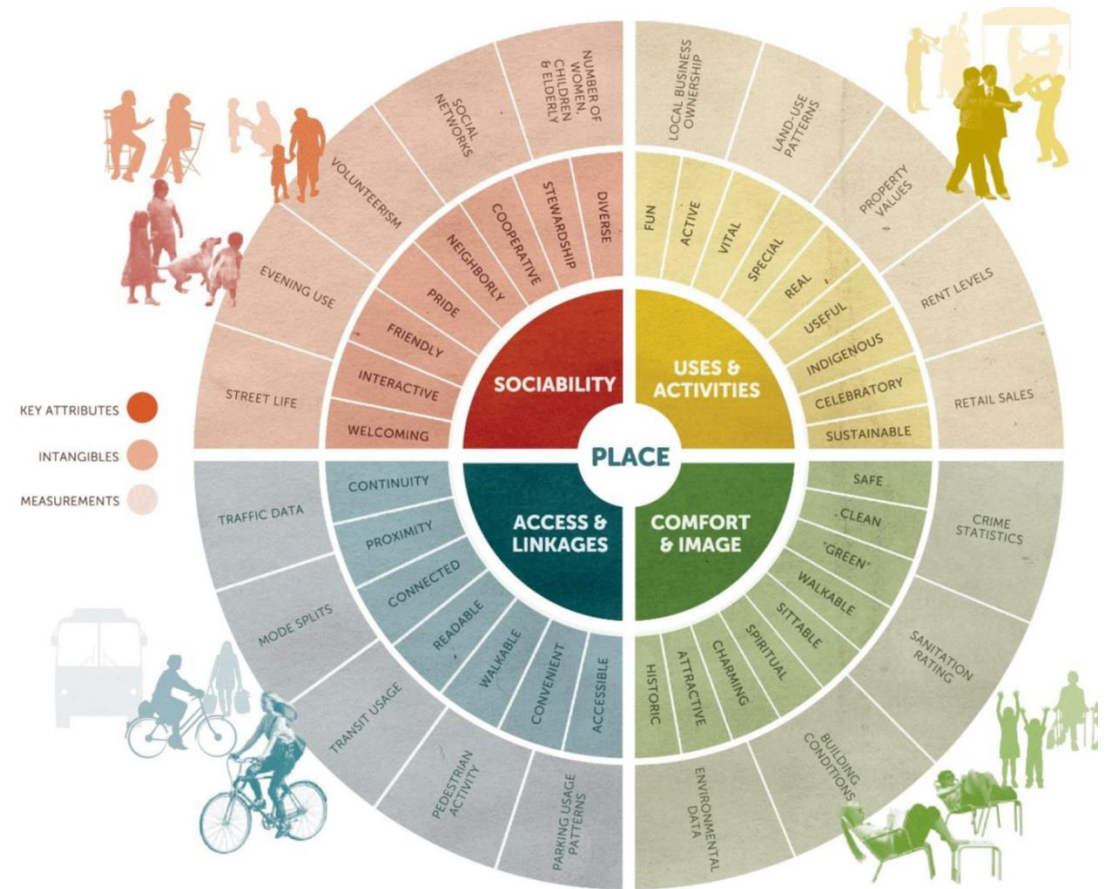 KEY ATTRIBUTES
INTANGIBLES
MEASUREMENTS
PLACE
SOCIABILITY
WELCOMING
INTERACTIVE
FRIENDLY
PRIDE
NEIGHBORLY
COOPERATIVE
STEWARDSHIP
DIVERSE
STREET LIFE
EVENING USE
VOLUNTEERISM
SOCIAL
NETWORKS
NUMBER OF
WOMEN,
CHILDREN
& ELDERLY
USES &
ACTIVITIES
FUN
ACTIVE
VITAL
SPECIAL
REAL
USEFUL
INDIGENOUS
CELEBRATORY
SUSTAINABLE
LOCAL BUSINESS
OWNERSHIP
LAND-USE
PATTERNS
PROPERTY
VALUES
RENT LEVELS
RETAIL SALES
COMFORT
& IMAGE
SAFE
CLEAN
"GREEN"
WALKABLE
SITTABLE
SPIRITUAL
CHARMING
ATTRACTIVE
HISTORIC
CRIME
STATISTICS
SANITATION
RATING
BUILDING
CONDITIONS
ENVIRONMENTAL
DATA
ACCESS &
LINKAGES
CONTINUITY
PROXIMITY
CONNECTED
READABLE
WALKABLE
CONVENIENT
ACCESSIBLE
TRAFFIC DATA
MODE SPLITS
TRANSIT USAGE
PEDESTRIAN
ACTIVITY
PARKING USAGE
PATTERNS